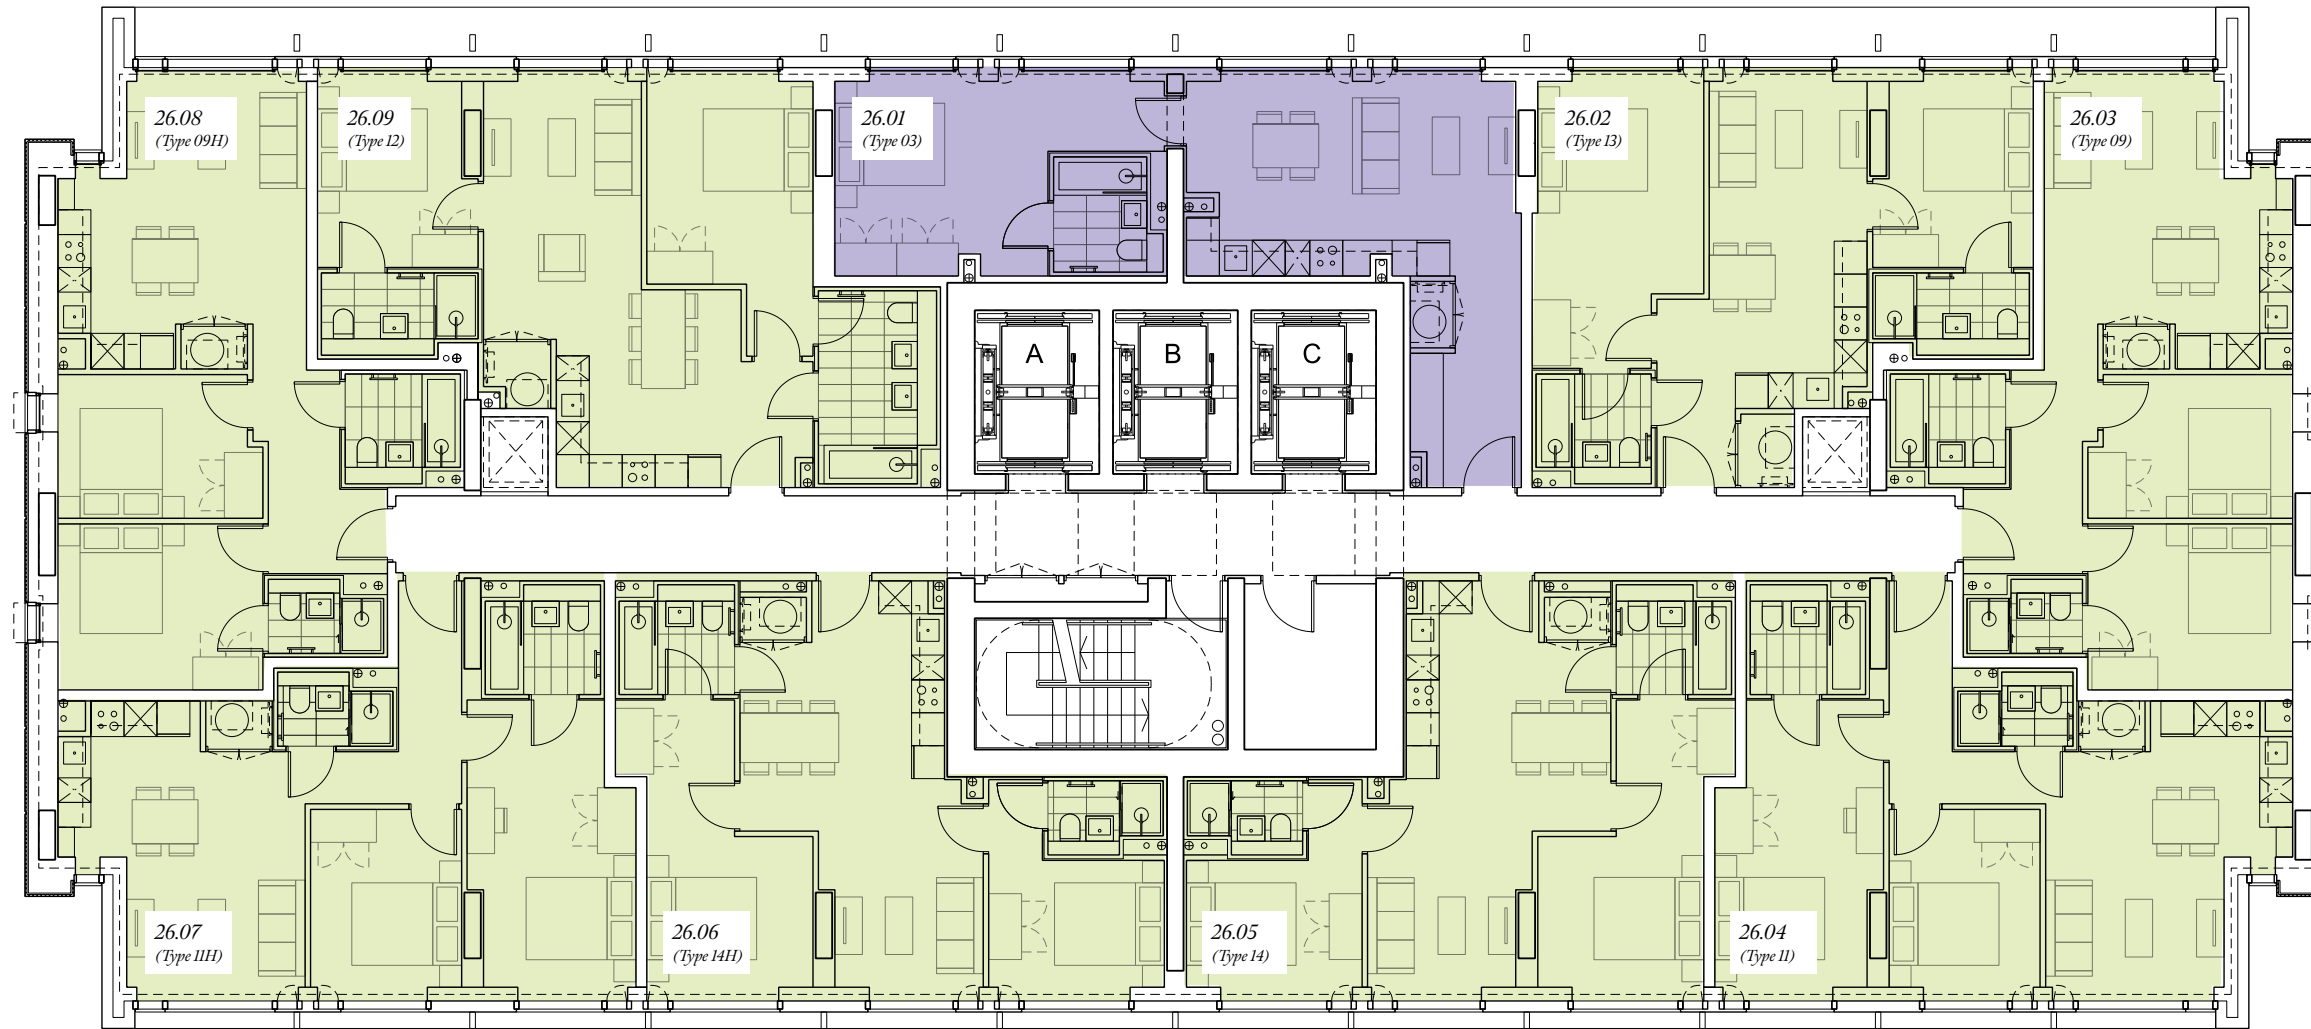 26.08
(Type 09H)
26.09
(Type 12)
26.01
(Type 03)
26.02
(Type 13)
26.03
(Type 09)
A
B
C
26.07
(Type 11H)
26.06
(Type 14H)
26.05
(Type 14)
26.04
(Type 11)